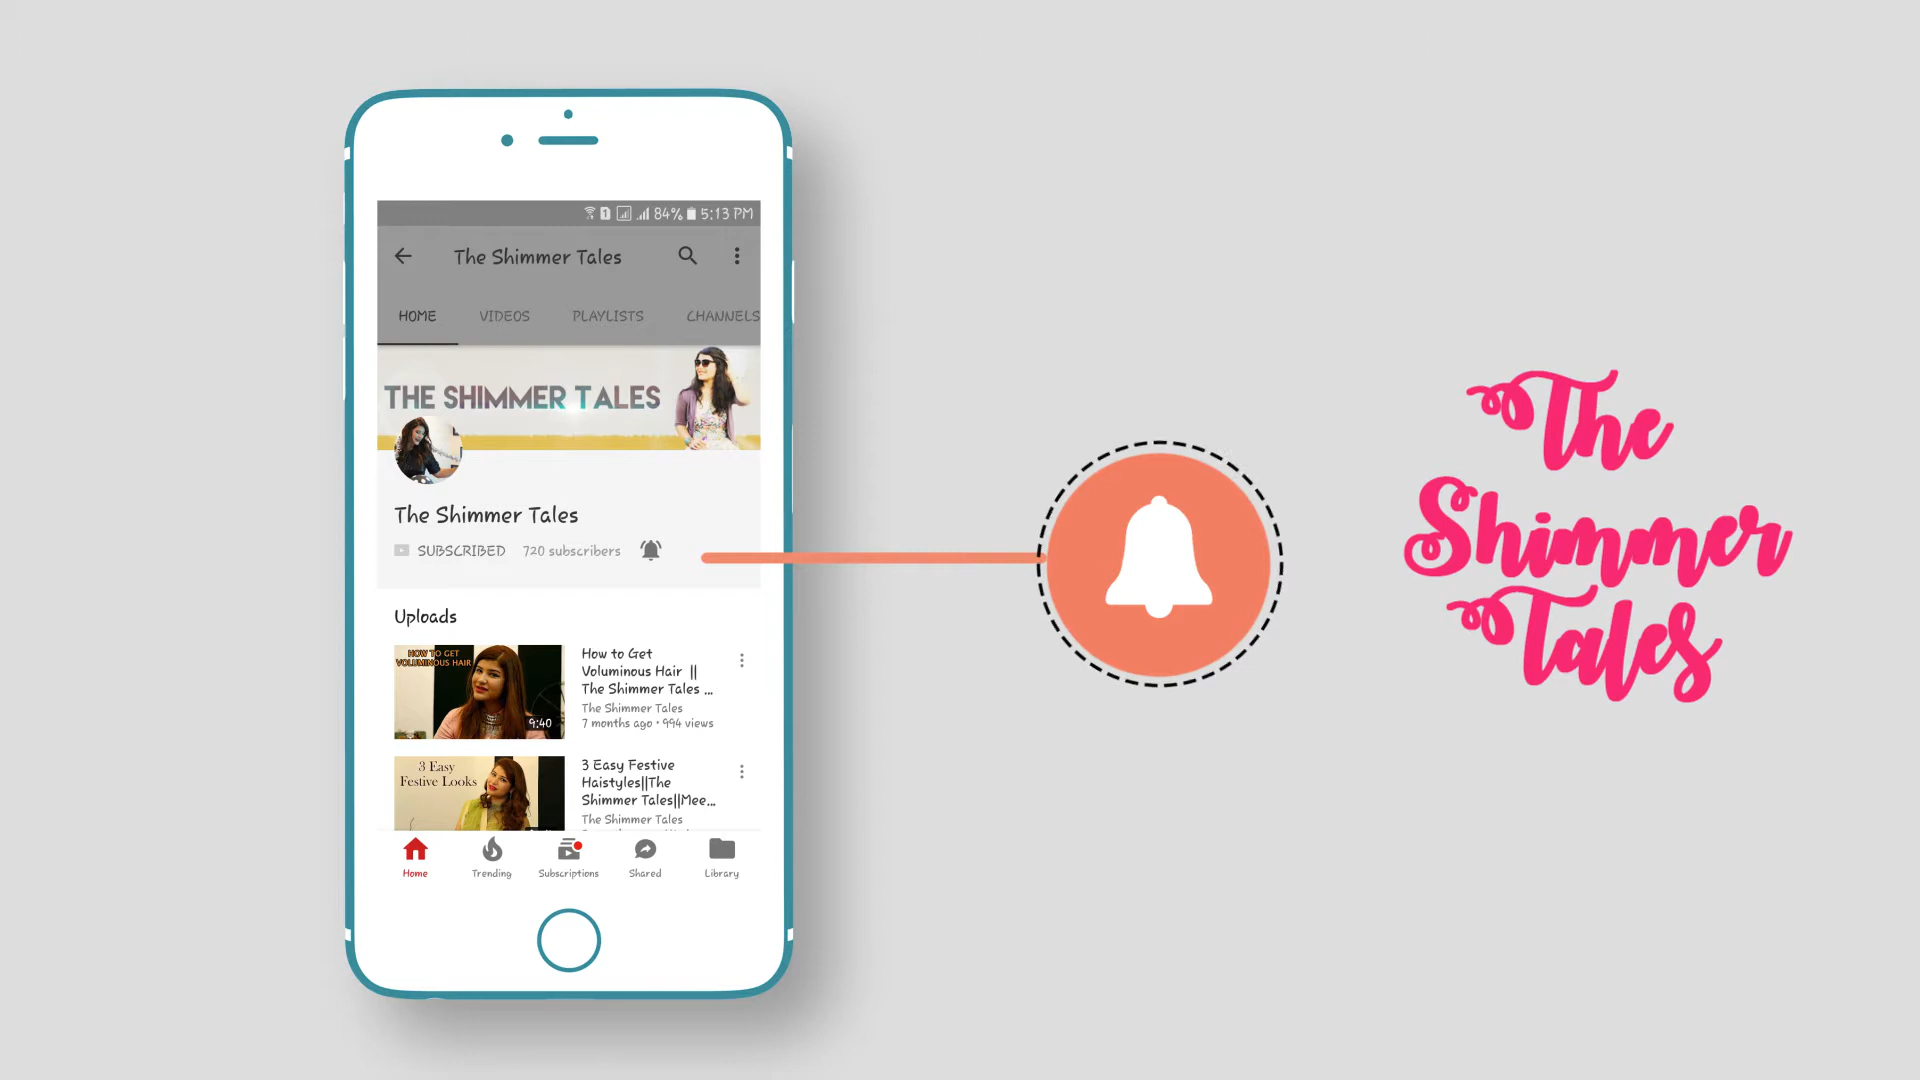 84% 5:13 PM
The Shimmer Tales
HOME VIDEOS PLAYLISTS CHANNELS
THE SHIMMER TALES
The Shimmer Tales
SUBSCRIBED 720 subscribers
Uploads
HOW TO GET
VOLUMINOUS HAIR
9:40
How to Get
Voluminous Hair ||
The Shimmer Tales ...
The Shimmer Tales
7 months ago • 994 views
3 Easy
Festive Looks
3 Easy Festive
Haistyles||The
Shimmer Tales||Mee...
The Shimmer Tales
Home Trending Subscriptions Shared Library
The
Shimmer
Tales